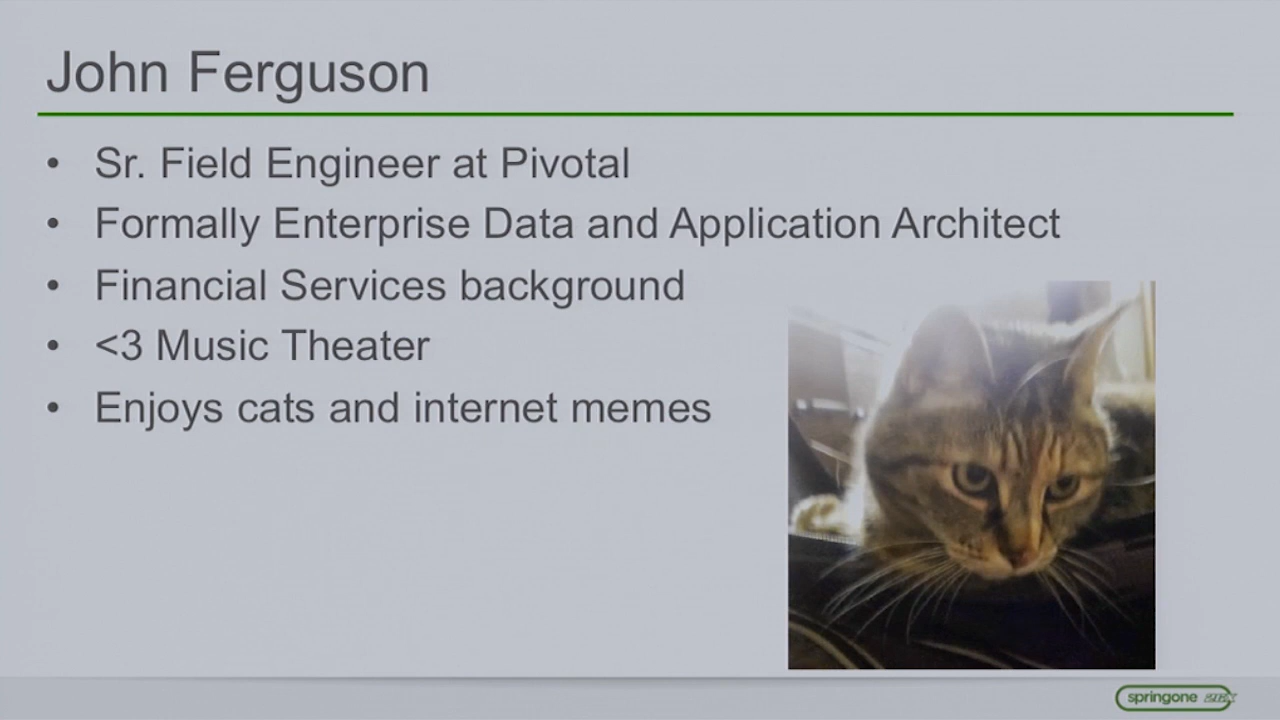 John Ferguson
• Sr. Field Engineer at Pivotal
• Formally Enterprise Data and Application Architect
• Financial Services background
• <3 Music Theater
• Enjoys cats and internet memes
springone 2GX